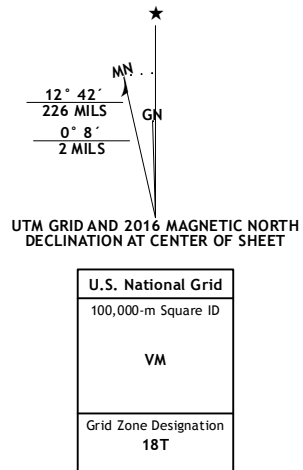 MN
GN
12° 42´
226 MILS
0° 8´
2 MILS
UTM GRID AND 2016 MAGNETIC NORTH
DECLINATION AT CENTER OF SHEET
U.S. National Grid
100,000-m Square ID
VM
Grid Zone Designation
18T